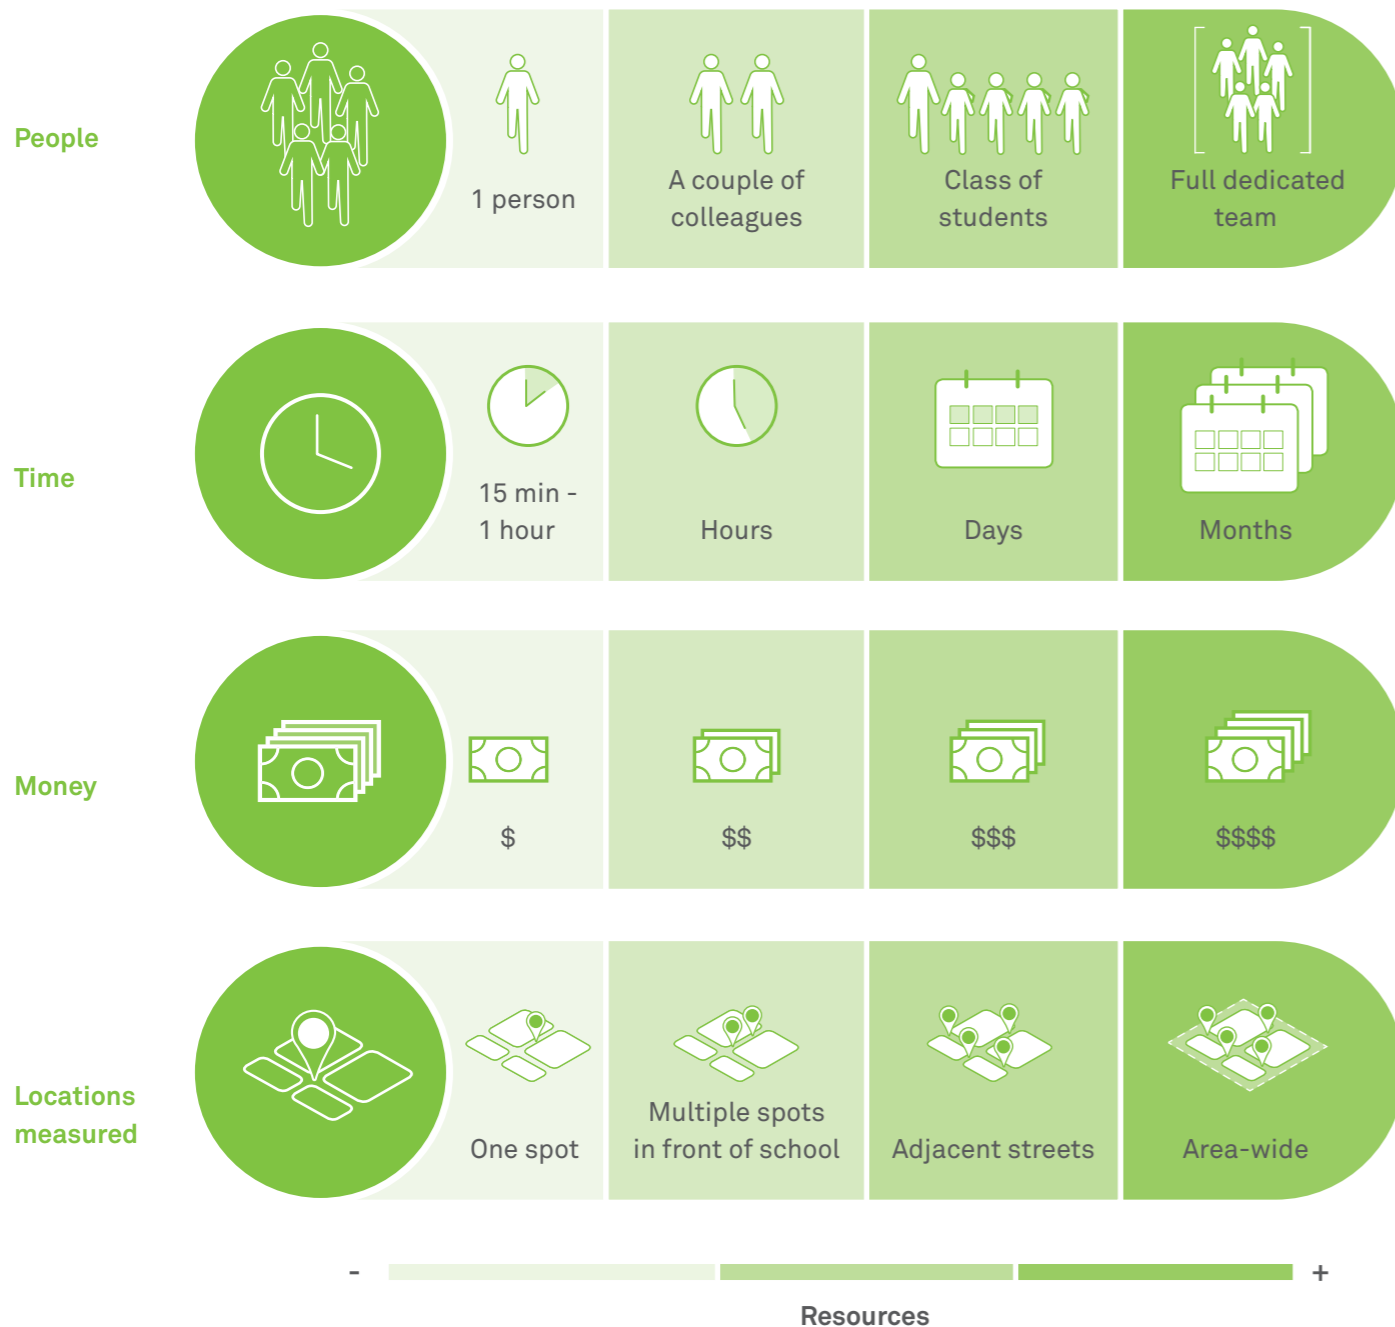 People
1 person
A couple of
colleagues
Class of
students
Full dedicated
team
Time
15 min -
1 hour
Hours
Days
Months
Money
$
$$
$$$
$$$$
Locations
measured
One spot
Multiple spots
in front of school
Adjacent streets
Area-wide
-
+
Resources